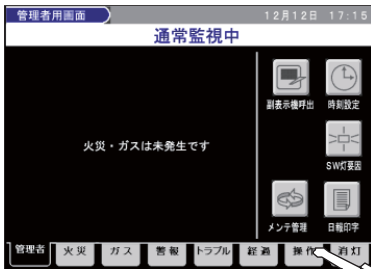 管理者用画面 12月12日 17:15
通常監視中
副表示機呼出 時刻設定
火災・ガスは未発生です
SW灯要因
メンテ管理 日報印字
管理者 火災 ガス 警報 トラブル 経過 操作 消灯